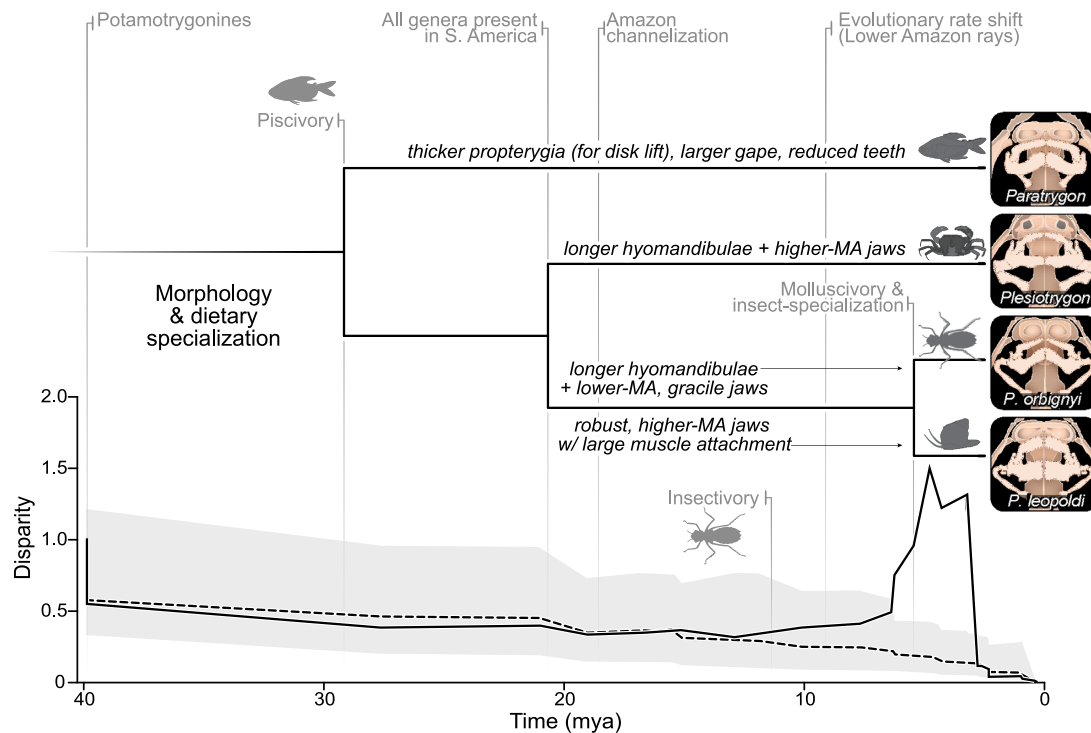 Potamotrygonines
All genera present
in S. America
Amazon
channelization
Evolutionary rate shift
(Lower Amazon rays)
Piscivory
thicker propterygia (for disk lift), larger gape, reduced teeth
Paratrygon
longer hyomandibulae + higher-MA jaws
Plesiotrygon
Morphology
& dietary
specialization
Molluscivory &
insect-specialization
longer hyomandibulae
+ lower-MA, gracile jaws
P. orbignyi
robust, higher-MA jaws
w/ large muscle attachment
P. leopoldi
Insectivory
Disparity
2.0
1.5
1.0
0.5
0
40
30
20
10
0
Time (mya)